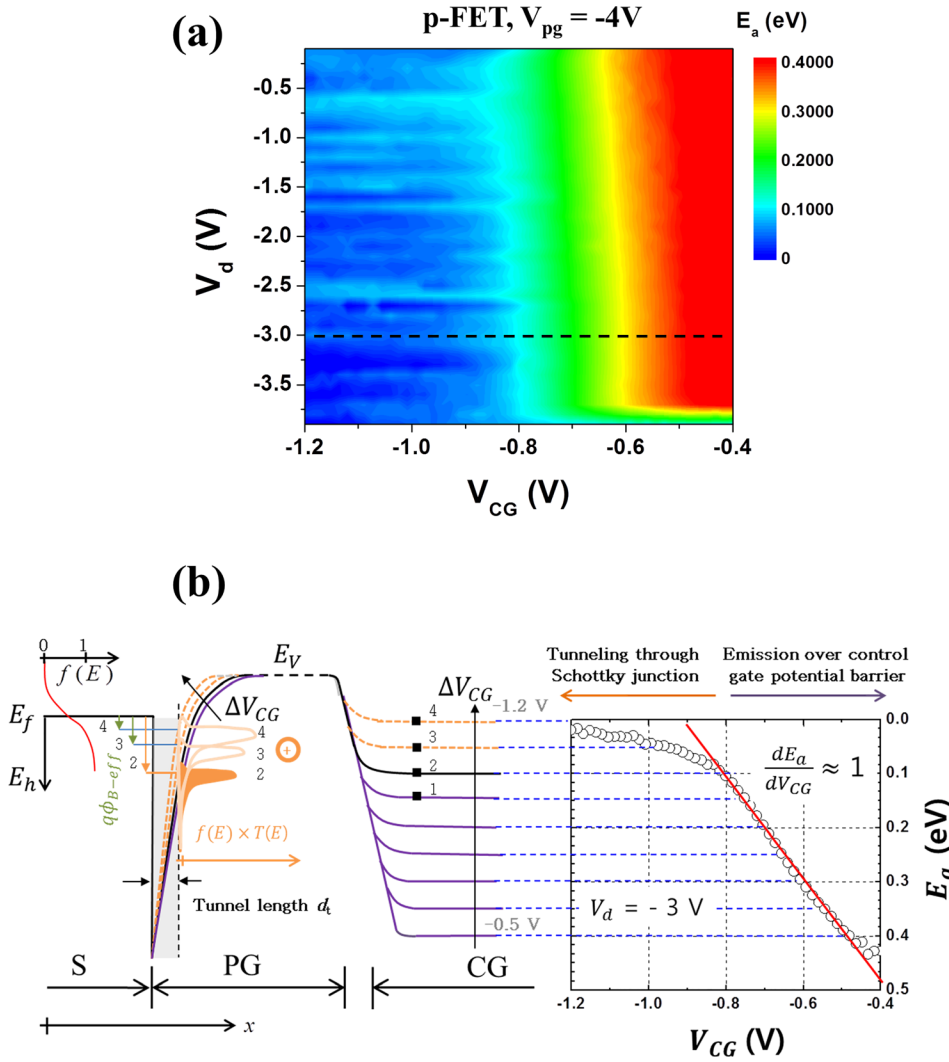 (a)
p-FET, V_pg = -4V
E_a (eV)
-0.5
-1.0
-1.5
-2.0
-2.5
-3.0
-3.5
V_d (V)
0.4000
0.3000
0.2000
0.1000
0
-1.2
-1.0
-0.8
-0.6
-0.4
V_CG (V)
(b)
0
1
f(E)
E_f
E_h
4
3
2
qϕ_B-eff
E_V
ΔV_CG
4
3
2
+
f(E) × T(E)
Tunnel length d_t
ΔV_CG
-1.2 V
4
3
2
1
-0.5 V
S
PG
CG
x
Tunneling through
Schottky junction
Emission over control
gate potential barrier
dE_a
dV_CG
≈ 1
V_d = - 3 V
0.0
0.1
0.2
0.3
0.4
0.5
E_a (eV)
-1.2
-1.0
-0.8
-0.6
-0.4
V_CG (V)